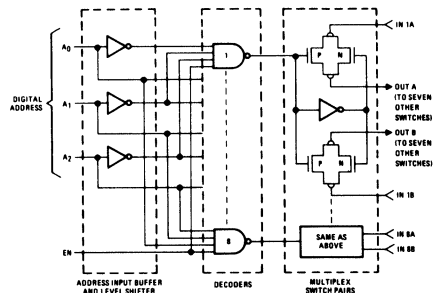 DIGITAL
ADDRESS
A0
A1
A2
EN
1
8
P N
P N
IN 1A
OUT A
(TO SEVEN
OTHER
SWITCHES)
OUT B
(TO SEVEN
OTHER
SWITCHES)
IN 1B
SAME AS
ABOVE
IN 8A
IN 8B
ADDRESS INPUT BUFFER
AND LEVEL SHIFTER
DECODERS
MULTIPLEX
SWITCH PAIRS